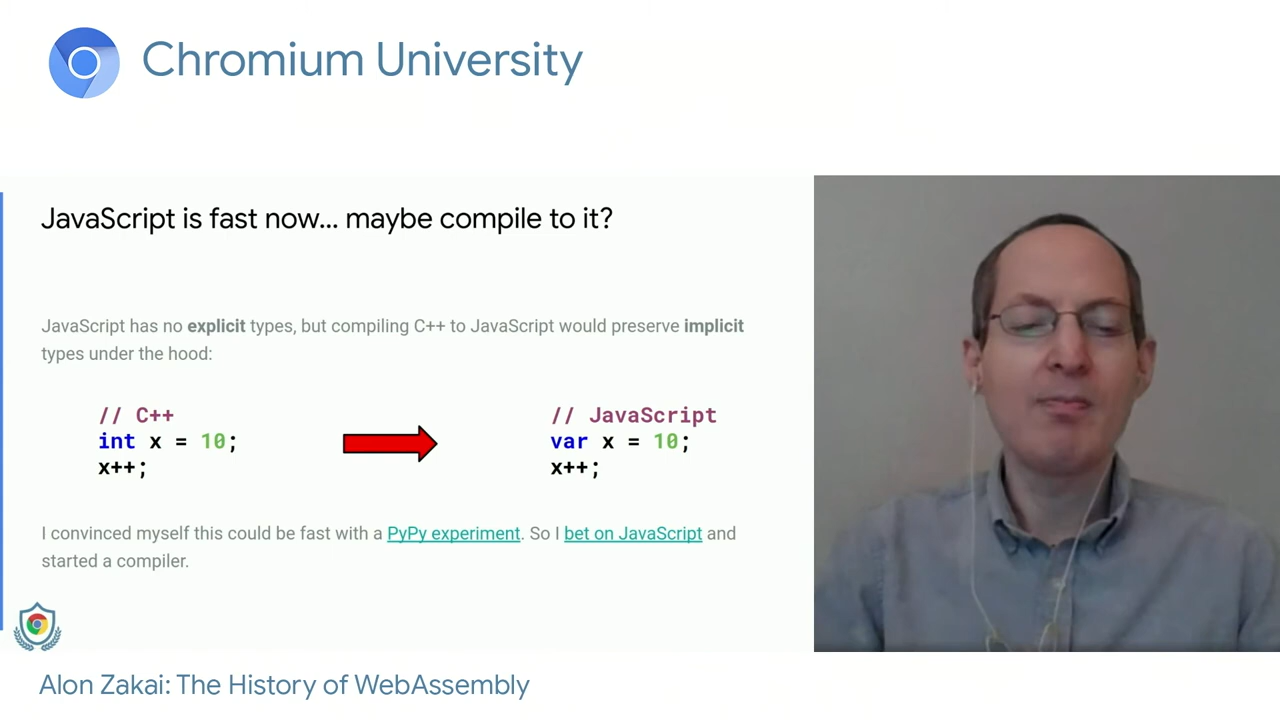 Chromium University
JavaScript is fast now... maybe compile to it?
JavaScript has no explicit types, but compiling C++ to JavaScript would preserve implicit
types under the hood:
// C++
int x = 10;
x++;
// JavaScript
var x = 10;
x++;
I convinced myself this could be fast with a PyPy experiment. So I bet on JavaScript and
started a compiler.
Alon Zakai: The History of WebAssembly